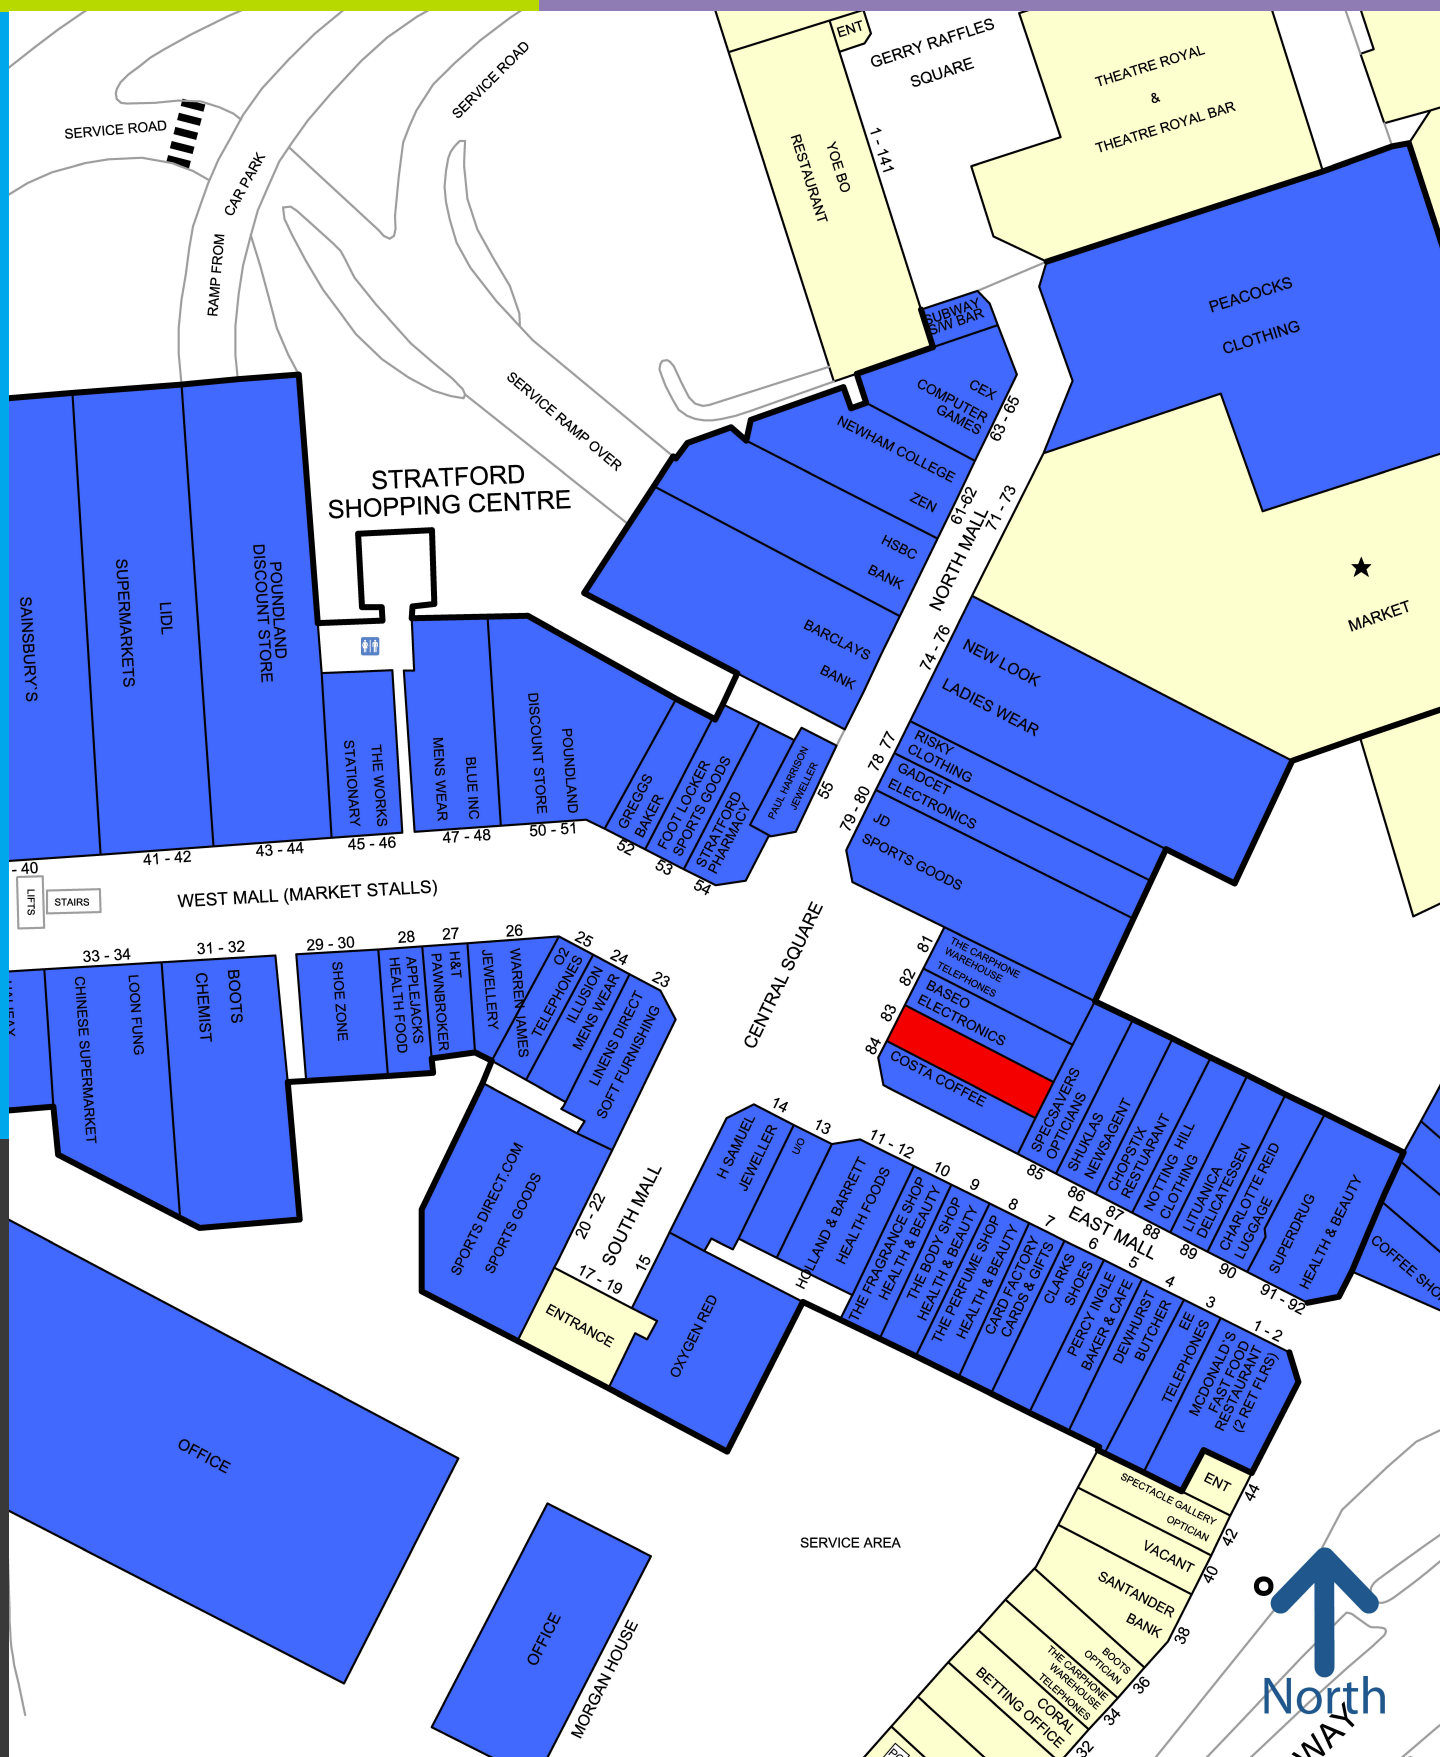 ENT
GERRY RAFFLES
SQUARE
THEATRE ROYAL
&
THEATRE ROYAL BAR
SERVICE ROAD
SERVICE ROAD
RAMP FROM CAR PARK
YOE BO
RESTAURANT
1 - 141
SUBWAY
S/W BAR
PEACOCKS
CLOTHING
CEX
COMPUTER
GAMES
63 - 65
NEWHAM COLLEGE
ZEN
61-62
71 - 73
NORTH MALL
SERVICE RAMP OVER
STRATFORD
SHOPPING CENTRE
HSBC
BANK
BARCLAYS
BANK
MARKET
74 - 76
NEW LOOK
LADIES WEAR
77
RISKY
CLOTHING
78
GADCET
ELECTRONICS
79 - 80
JD
SPORTS GOODS
SAINSBURY'S
LIDL
SUPERMARKETS
POUNDLAND
DISCOUNT STORE
THE WORKS
STATIONARY
BLUE INC
MENS WEAR
POUNDLAND
DISCOUNT STORE
GREGGS
BAKER
FOOT LOCKER
SPORTS GOODS
STRATFORD
PHARMACY
PAUL HARRISON
JEWELLER
55
- 40
41 - 42
43 - 44
45 - 46
47 - 48
50 - 51
52
53
54
LIFTS
STAIRS
WEST MALL (MARKET STALLS)
CENTRAL SQUARE
33 - 34
31 - 32
29 - 30
28
27
26
25
24
23
LOON FUNG
CHINESE SUPERMARKET
BOOTS
CHEMIST
SHOE ZONE
APPLEJACKS
HEALTH FOOD
H&T
PAWNBROKER
WARREN JAMES
JEWELLERY
O2
TELEPHONES
ILLUSION
MENS WEAR
LINENS DIRECT
SOFT FURNISHING
81
THE CARPHONE
WAREHOUSE
TELEPHONES
82
BASEO
ELECTRONICS
83
84
COSTA COFFEE
SPECSAVERS
OPTICIANS
SHUKLAS
NEWSAGENT
CHOPSTIX
RESTUARANT
NOTTING HILL
CLOTHING
LITUANICA
DELICATESSEN
CHARLOTTE REID
LUGGAGE
SUPERDRUG
HEALTH & BEAUTY
85
86
87
88
89
90
91 - 92
EAST MALL
SPORTS DIRECT.COM
SPORTS GOODS
20 - 22
SOUTH MALL
17 - 19
15
ENTRANCE
OXYGEN RED
14
13
11 - 12
10
9
8
7
6
5
4
3
1 - 2
H SAMUEL
JEWELLER
U/O
HOLLAND & BARRETT
HEALTH FOODS
THE FRAGRANCE SHOP
HEALTH & BEAUTY
THE BODY SHOP
HEALTH & BEAUTY
THE PERFUME SHOP
HEALTH & BEAUTY
CARD FACTORY
CARDS & GIFTS
CLARKS
SHOES
PERCY INGLE
BAKER & CAFE
DEWHURST
BUTCHER
EE
TELEPHONES
MCDONALD'S
FAST FOOD
RESTAURANT
(2 RET FLRS)
OFFICE
OFFICE
MORGAN HOUSE
SERVICE AREA
ENT
44
SPECTACLE GALLERY
OPTICIAN
42
VACANT
40
SANTANDER
BANK
38
BOOTS
OPTICIAN
36
THE CARPHONE
WAREHOUSE
TELEPHONES
34
CORAL
BETTING OFFICE
32
North